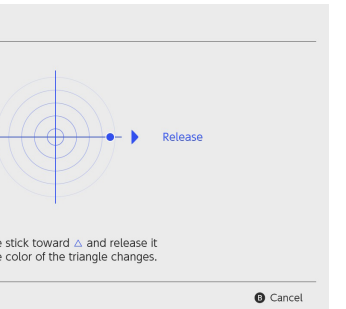 Release
stick toward △ and release it
color of the triangle changes.
B Cancel